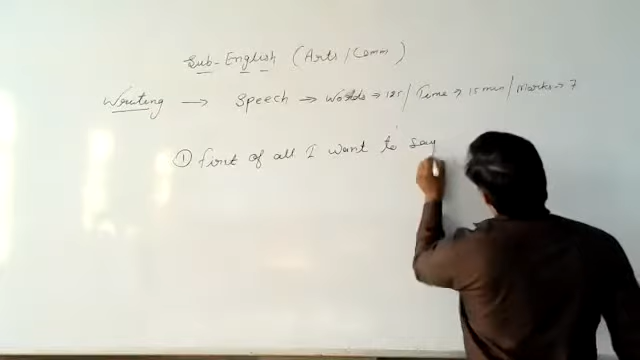 Sub-English (Arts/Comm)
Writing → Speech → Words → 125/ Time → 15 min/ Marks → 7
① first of all I want to say